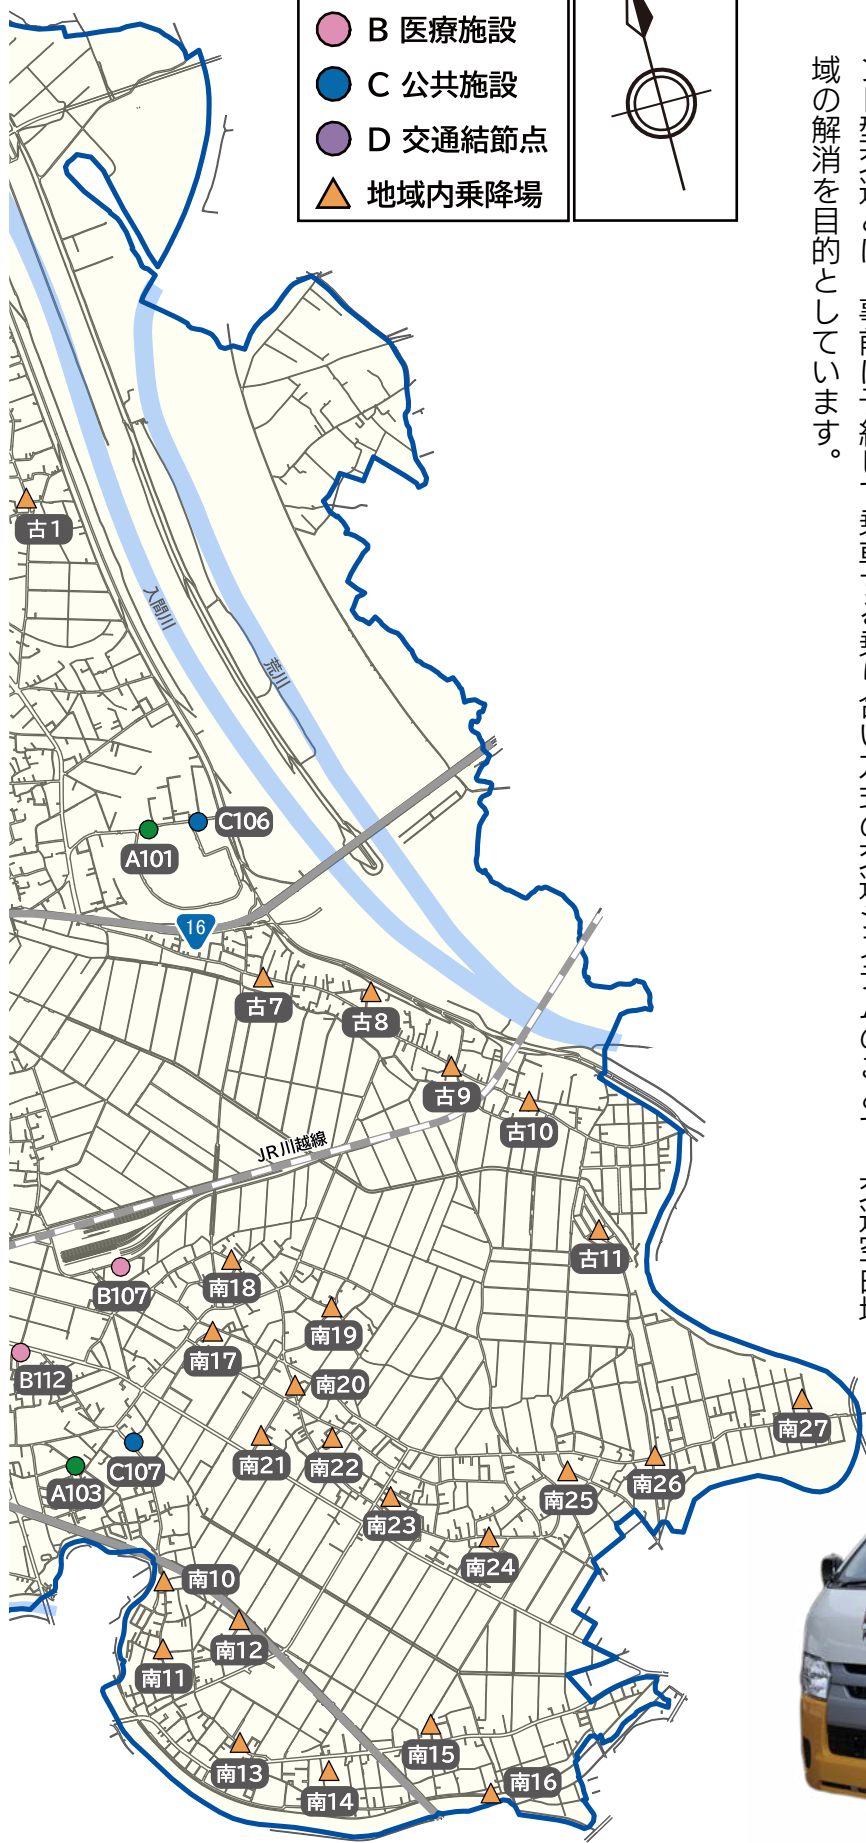 B 医療施設
C 公共施設
D 交通結節点
地域内乗降場
域の解消を目的としています。
古1
入間川
荒川
C106
A101
16
古7
古8
古9
古10
JR川越線
古11
B107
南18
南19
南17
B112
南20
南27
C107
南21
南22
A103
南26
南25
南23
南24
南10
南12
南11
南15
南13
南16
南14